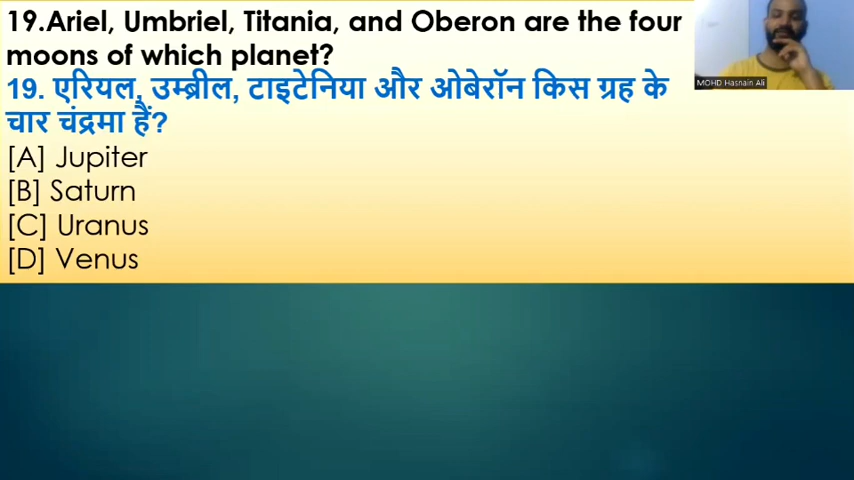 19.Ariel, Umbriel, Titania, and Oberon are the four
moons of which planet?
19. एरियल, उम्ब्रील, टाइटेनिया और ओबेरॉन किस ग्रह के
चार चंद्रमा हैं?
[A] Jupiter
[B] Saturn
[C] Uranus
[D] Venus
MOHD Hasnain Ali